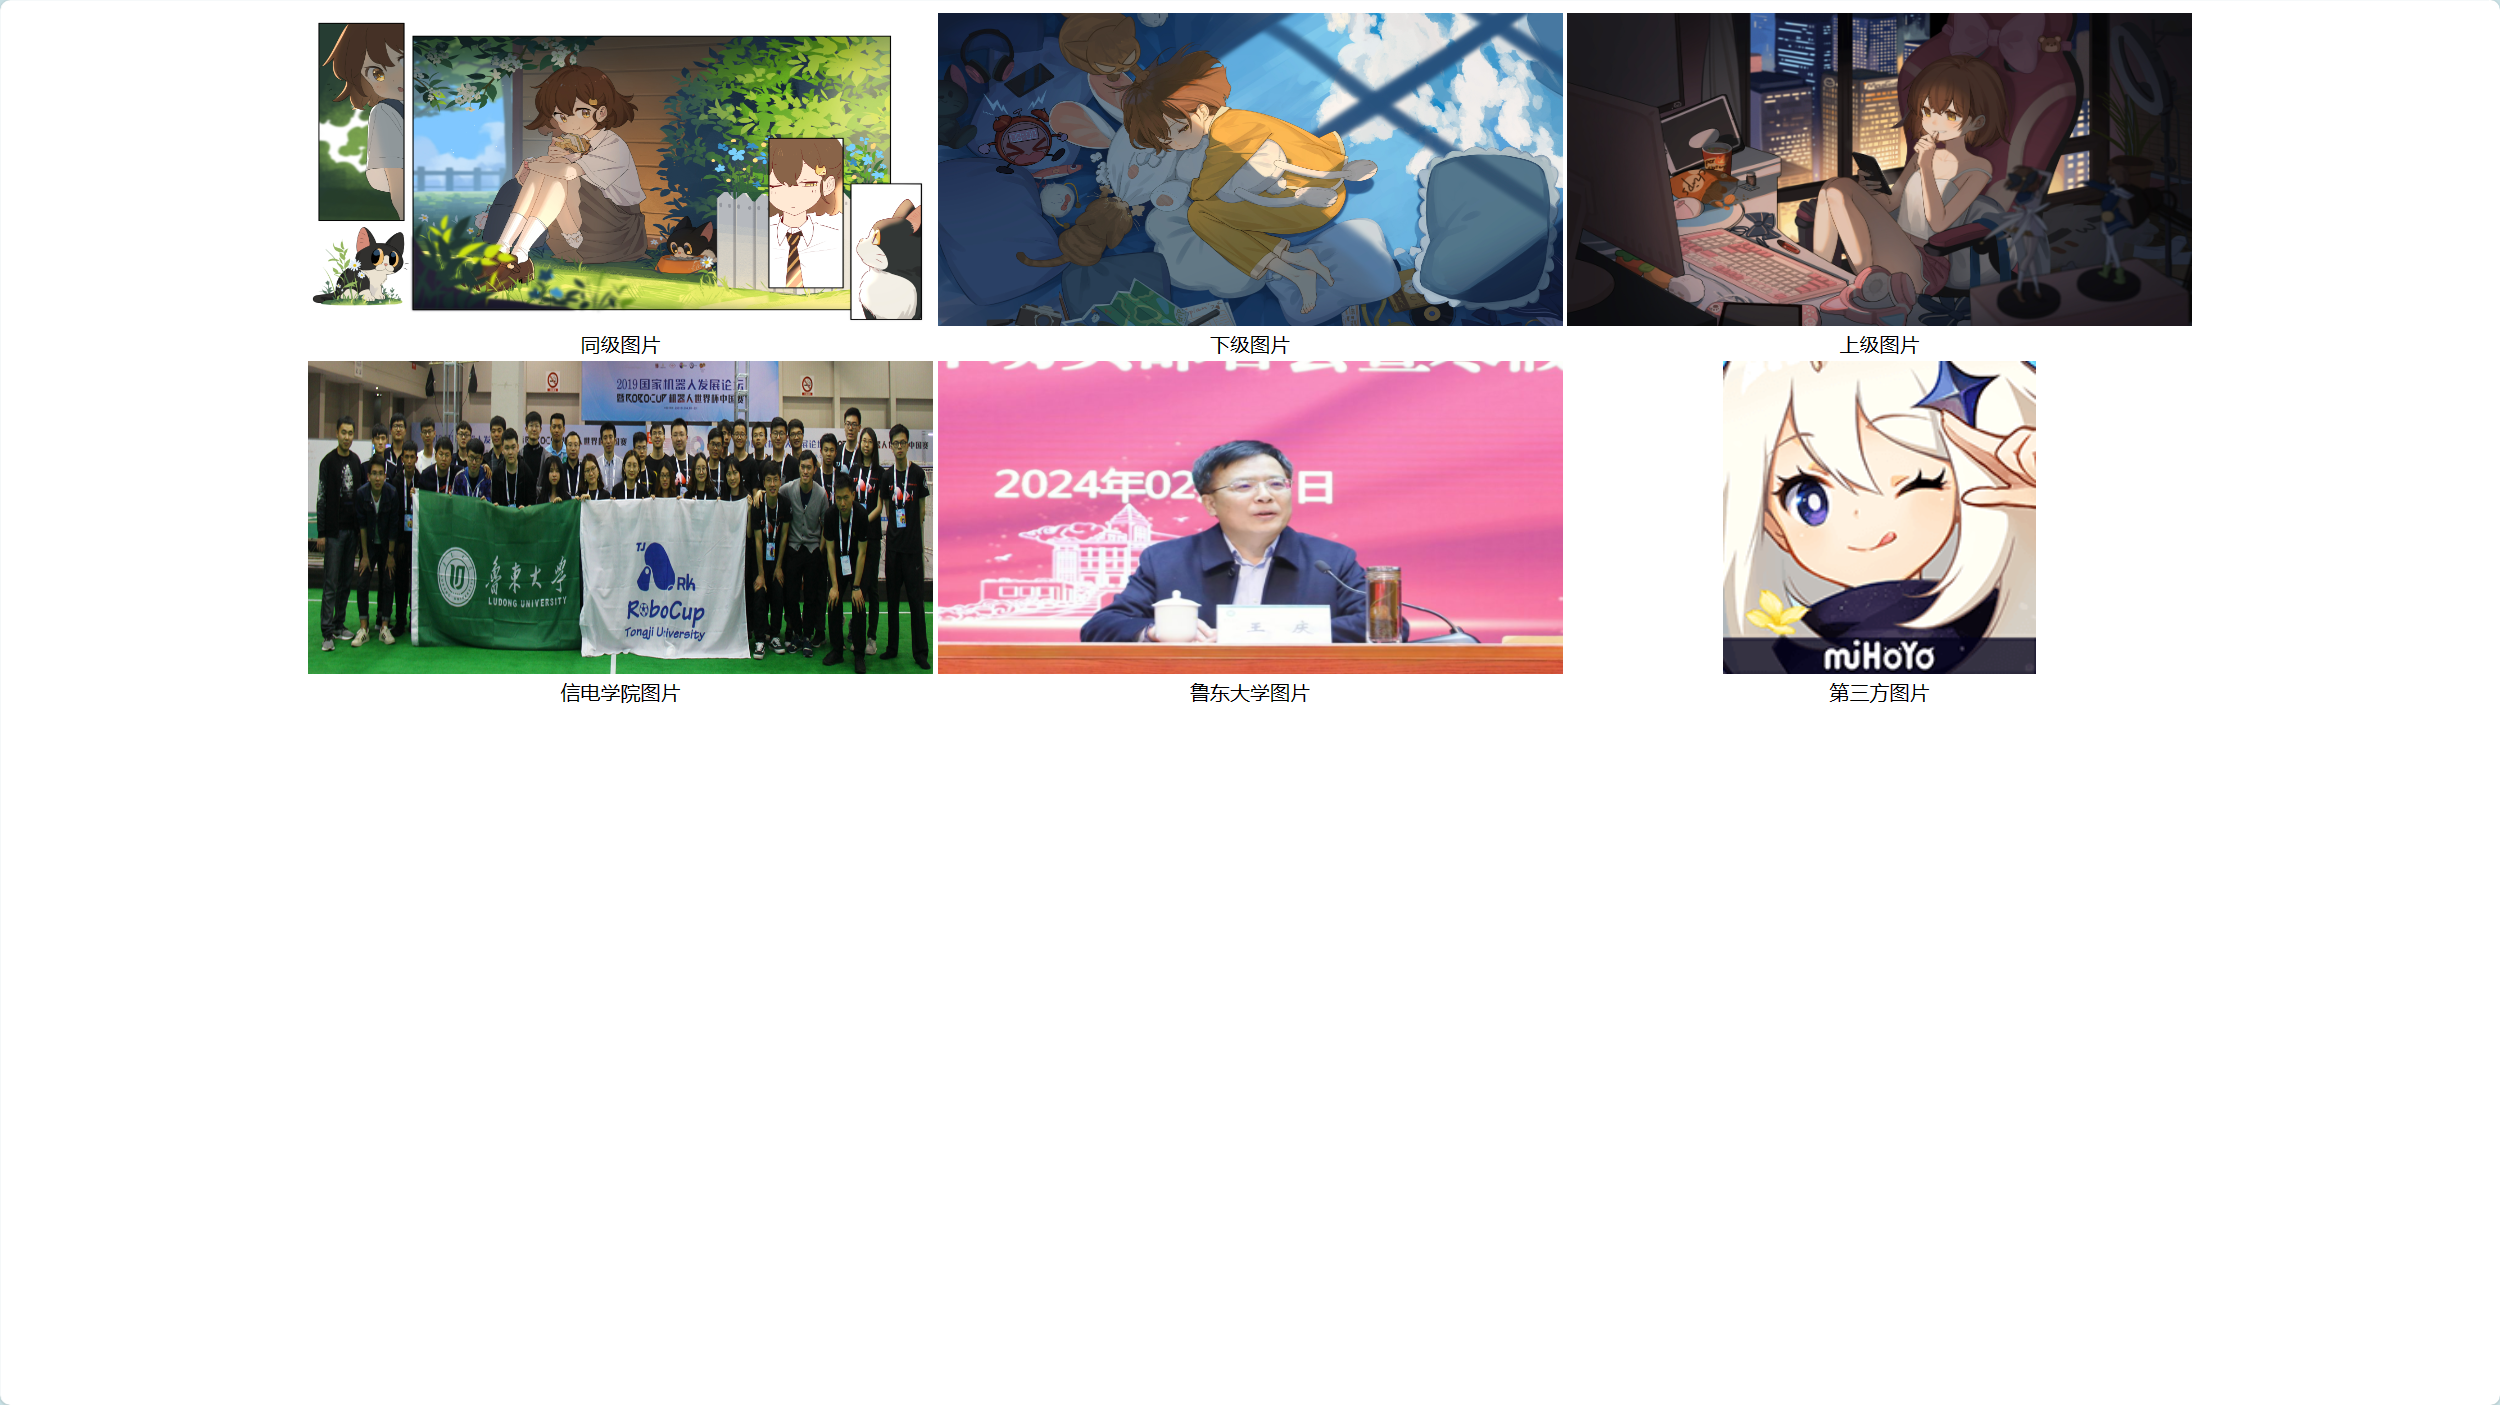 同级图片
下级图片
上级图片
2019国家机器人发展论坛
暨ROBOCUP机器人世界杯中国赛
鲁东大学
LUDONG UNIVERSITY
TJ
ARK
RoboCup
Tongji University
2024年02
日
王 庆
miHoYo
信电学院图片
鲁东大学图片
第三方图片